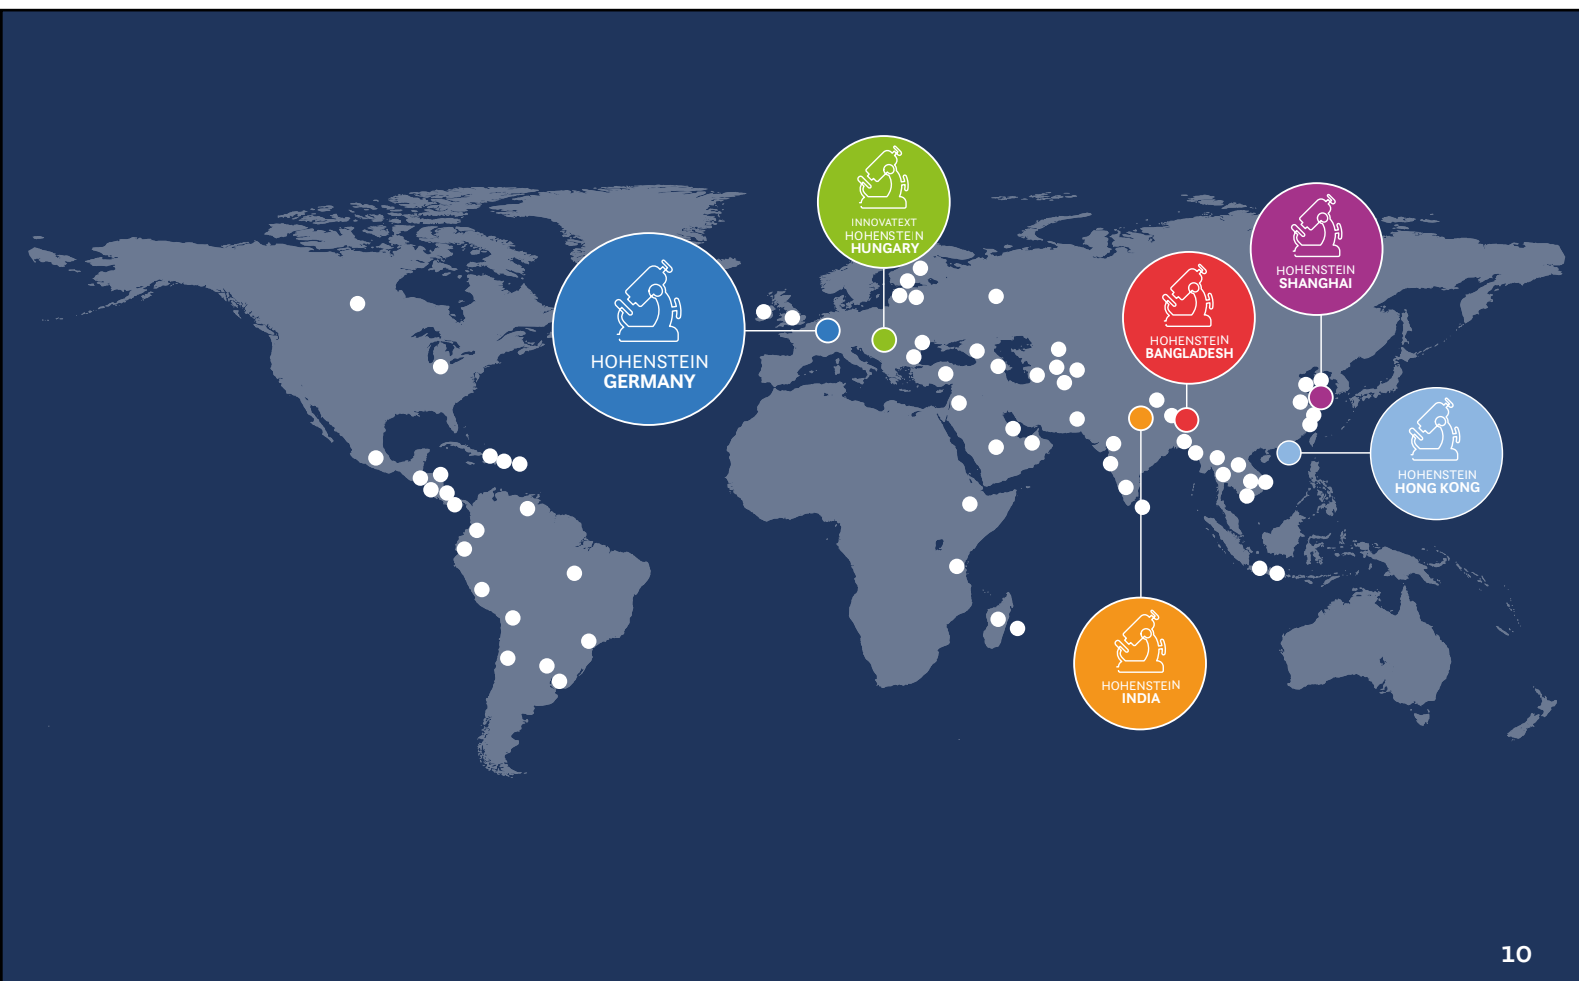 INNOVATEXT
HOHENSTEIN
HUNGARY
HOHENSTEIN
SHANGHAI
HOHENSTEIN
BANGLADESH
HOHENSTEIN
GERMANY
HOHENSTEIN
HONG KONG
HOHENSTEIN
INDIA
10